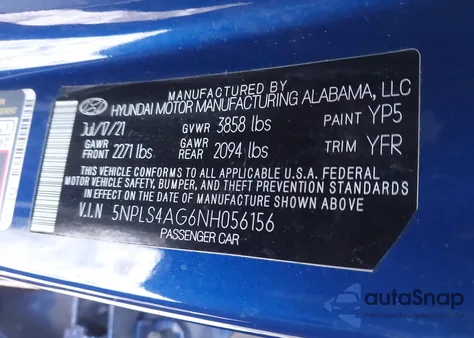 MANUFACTURED BY
HYUNDAI MOTOR MANUFACTURING ALABAMA, LLC
Jul/17/21 GVWR 3858 lbs PAINT YP5
GAWR FRONT 2271 lbs GAWR REAR 2094 lbs TRIM YFR
THIS VEHICLE CONFORMS TO ALL APPLICABLE U.S.A. FEDERAL
MOTOR VEHICLE SAFETY, BUMPER, AND THEFT PREVENTION STANDARDS
IN EFFECT ON THE DATE OF MANUFACTURE SHOWN ABOVE
V.I.N 5NPLS4AG6NH056156
PASSENGER CAR
autoSnap